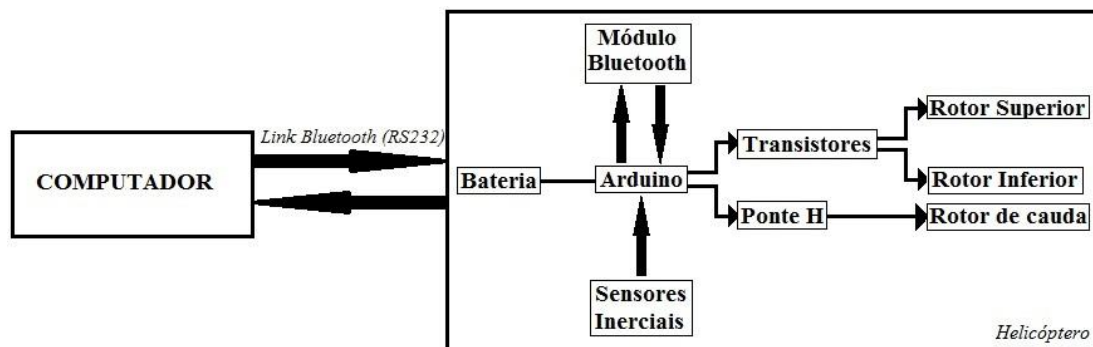 COMPUTADOR
Link Bluetooth (RS232)
Módulo
Bluetooth
Bateria
Arduino
Sensores
Inerciais
Transistores
Ponte H
Rotor Superior
Rotor Inferior
Rotor de cauda
Helicóptero